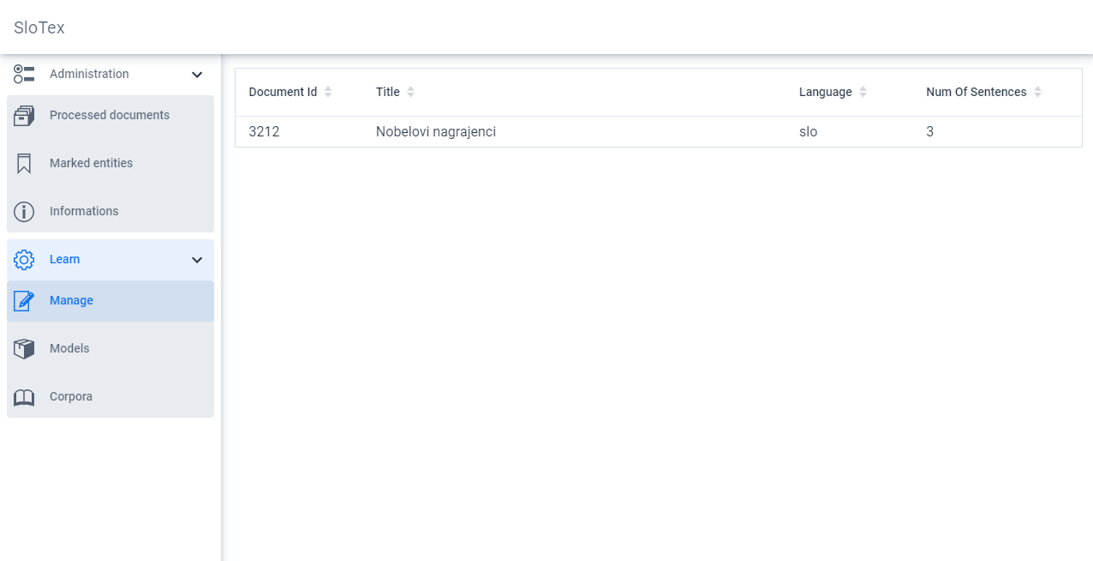 SloTex
Administration
Processed documents
Marked entities
Informations
Learn
Manage
Models
Corpora
Document Id Title Language Num Of Sentences
3212 Nobelovi nagrajenci slo 3